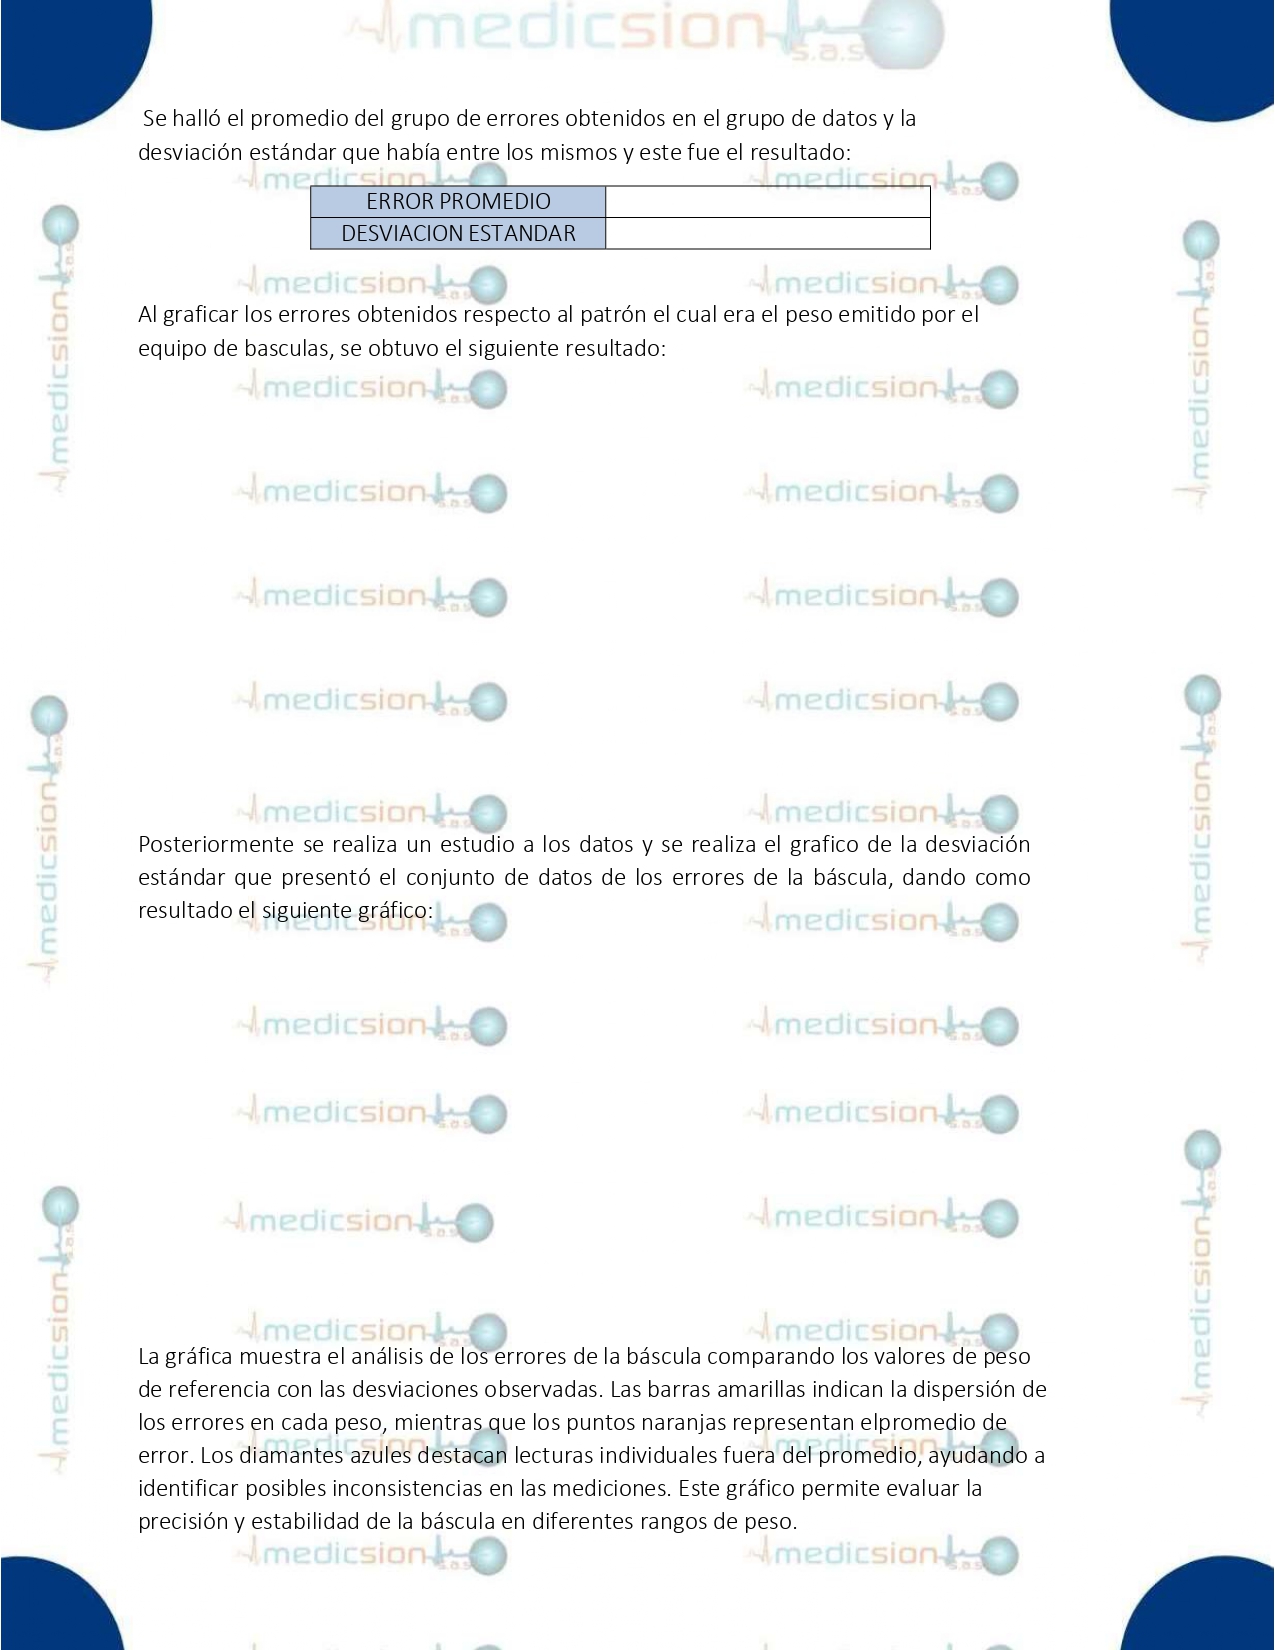 medicsion s.a.s
Se halló el promedio del grupo de errores obtenidos en el grupo de datos y la
desviación estándar que había entre los mismos y este fue el resultado:
ERROR PROMEDIO
DESVIACION ESTANDAR
Al graficar los errores obtenidos respecto al patrón el cual era el peso emitido por el
equipo de basculas, se obtuvo el siguiente resultado:
Posteriormente se realiza un estudio a los datos y se realiza el grafico de la desviación
estándar que presentó el conjunto de datos de los errores de la báscula, dando como
resultado el siguiente gráfico:
La gráfica muestra el análisis de los errores de la báscula comparando los valores de peso
de referencia con las desviaciones observadas. Las barras amarillas indican la dispersión de
los errores en cada peso, mientras que los puntos naranjas representan elpromedio de
error. Los diamantes azules destacan lecturas individuales fuera del promedio, ayudando a
identificar posibles inconsistencias en las mediciones. Este gráfico permite evaluar la
precisión y estabilidad de la báscula en diferentes rangos de peso.